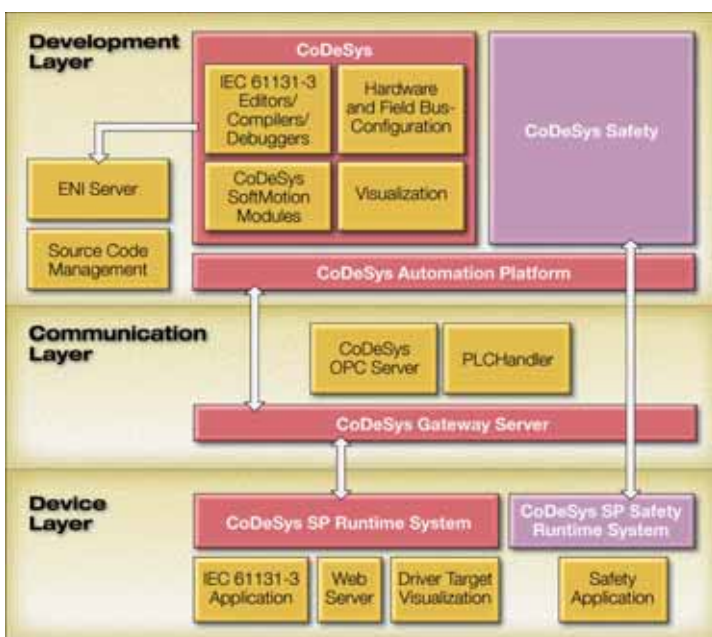 Development
Layer
CoDeSys
IEC 61131-3
Editors/
Compilers/
Debuggers
Hardware
and Field Bus-
Configuration
CoDeSys
SoftMotion
Modules
Visualization
CoDeSys Safety
ENI Server
Source Code
Management
CoDeSys Automation Platform
Communication
Layer
CoDeSys
OPC Server
PLCHandler
CoDeSys Gateway Server
Device
Layer
CoDeSys SP Runtime System
CoDeSys SP Safety
Runtime System
IEC 61131-3
Application
Web
Server
Driver Target
Visualization
Safety
Application